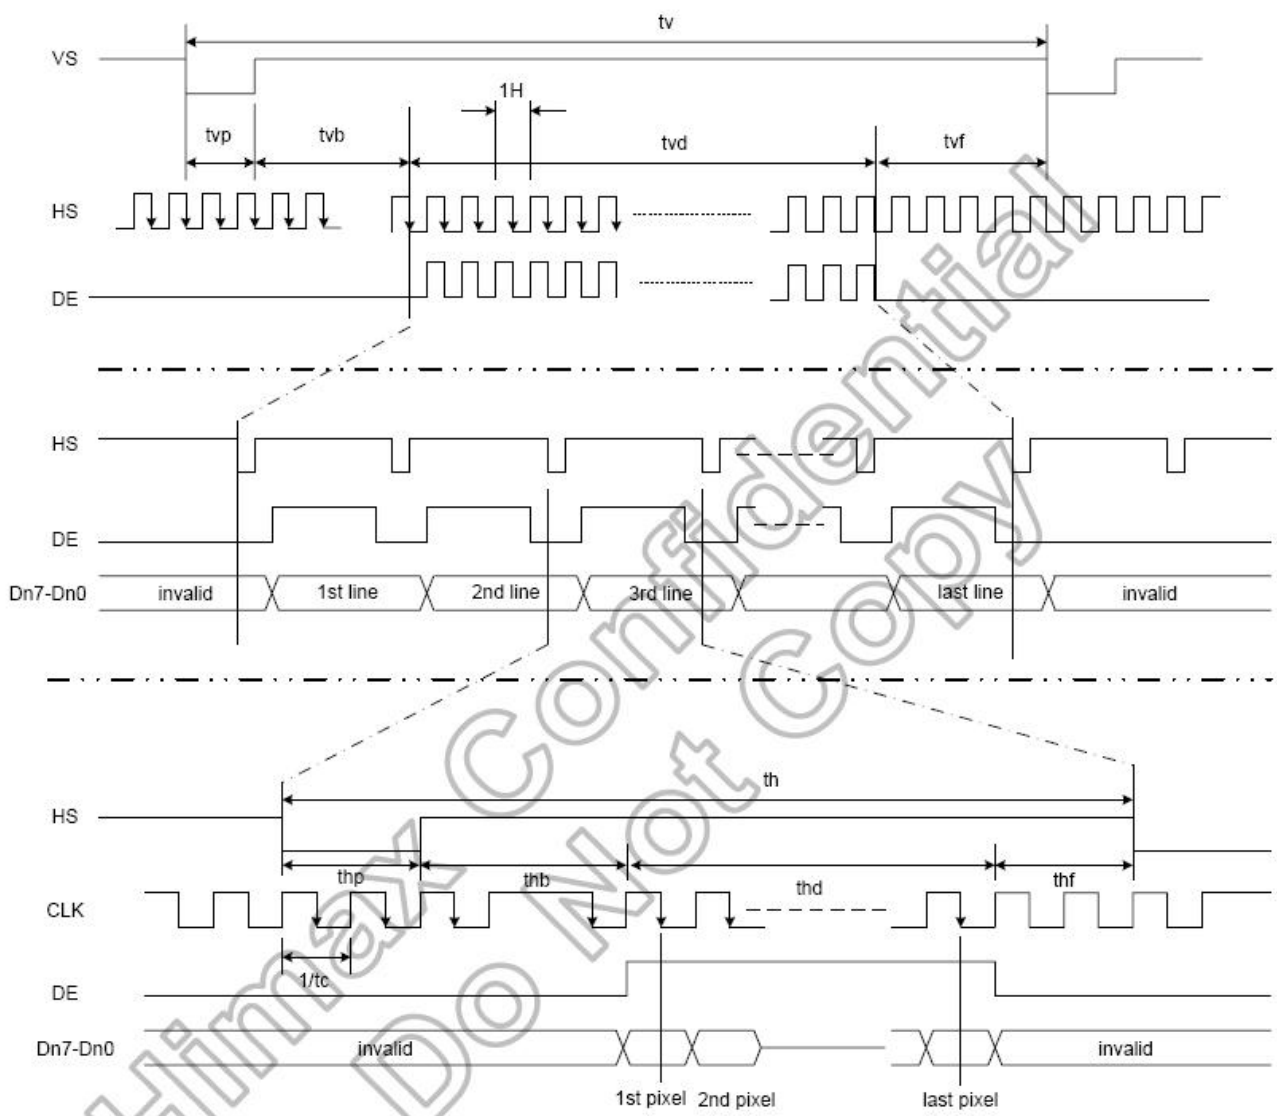 tv
VS
1H
tvp
tvb
tvd
tvf
HS
DE
HS
DE
Dn7-Dn0 invalid 1st line 2nd line 3rd line last line invalid
th
HS
thp
thb
thd
thf
CLK
1/tc
DE
Dn7-Dn0 invalid invalid
1st pixel 2nd pixel last pixel
Himax Confidential
Do Not Copy